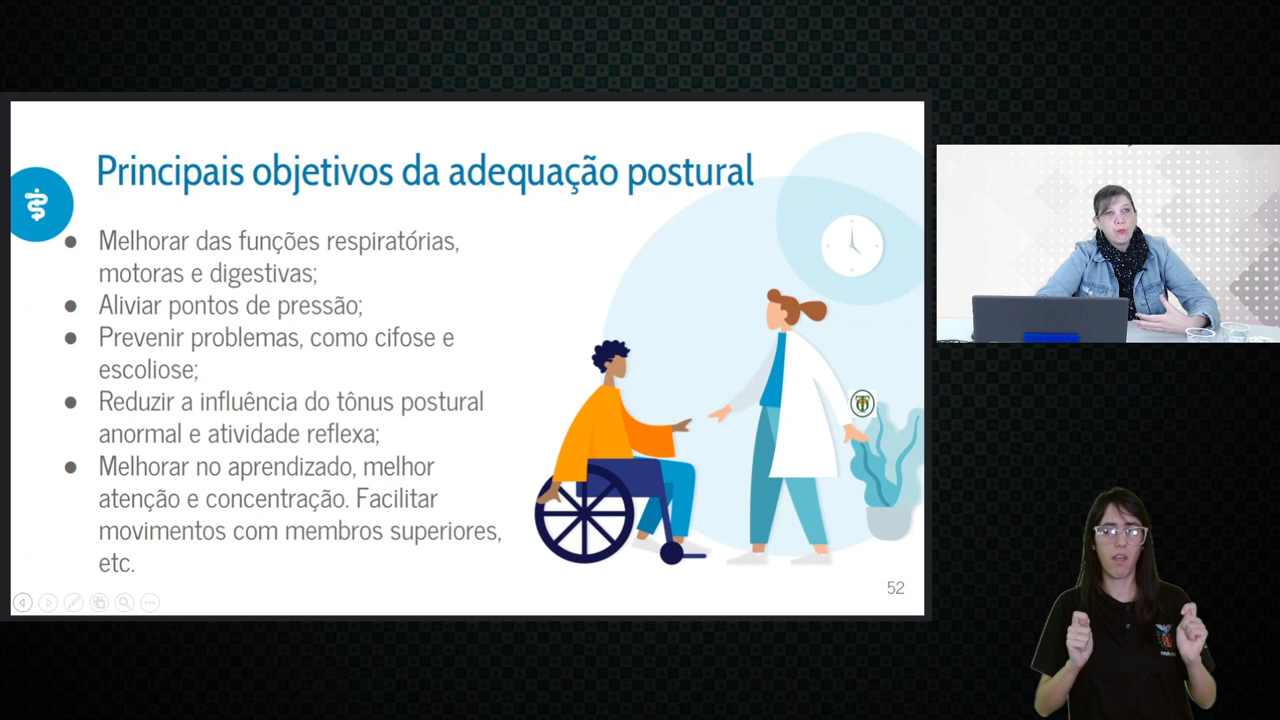 Principais objetivos da adequação postural
● Melhorar das funções respiratórias,
motoras e digestivas;
● Aliviar pontos de pressão;
● Prevenir problemas, como cifose e
escoliose;
● Reduzir a influência do tônus postural
anormal e atividade reflexa;
● Melhorar no aprendizado, melhor
atenção e concentração. Facilitar
movimentos com membros superiores,
etc.
52